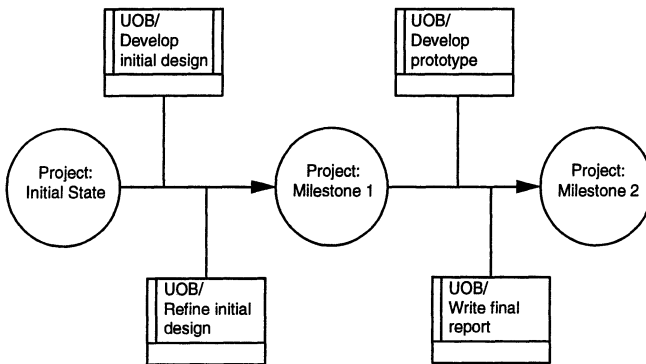 UOB/
Develop
initial design
UOB/
Develop
prototype
Project:
Initial State
Project:
Milestone 1
Project:
Milestone 2
UOB/
Refine initial
design
UOB/
Write final
report